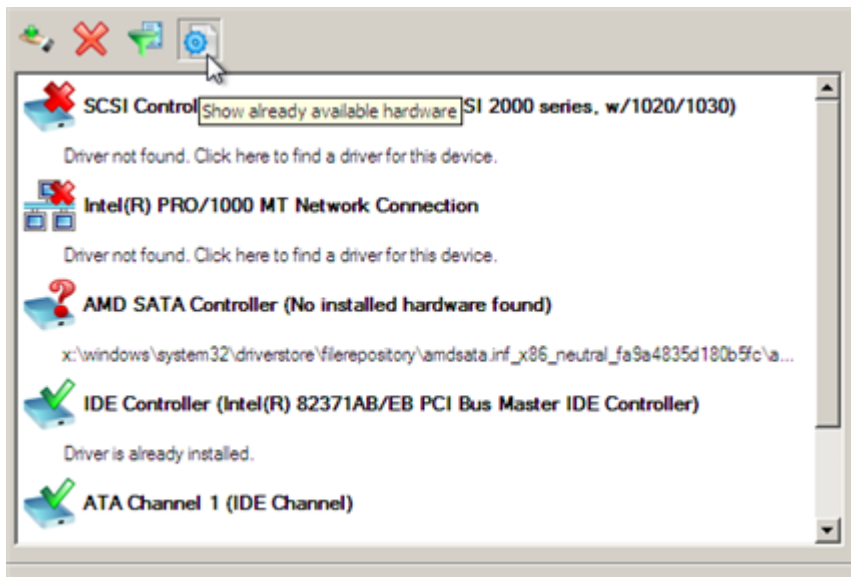 SCSI Control Show already available hardware SI 2000 series, w/1020/1030)
Driver not found. Click here to find a driver for this device.
Intel(R) PRO/1000 MT Network Connection
Driver not found. Click here to find a driver for this device.
AMD SATA Controller (No installed hardware found)
x:\windows\system32\driverstore\filerepository\amdsata.inf_x86_neutral_fa9a4835d180b5fc\a...
IDE Controller (Intel(R) 82371AB/EB PCI Bus Master IDE Controller)
Driver is already installed.
ATA Channel 1 (IDE Channel)